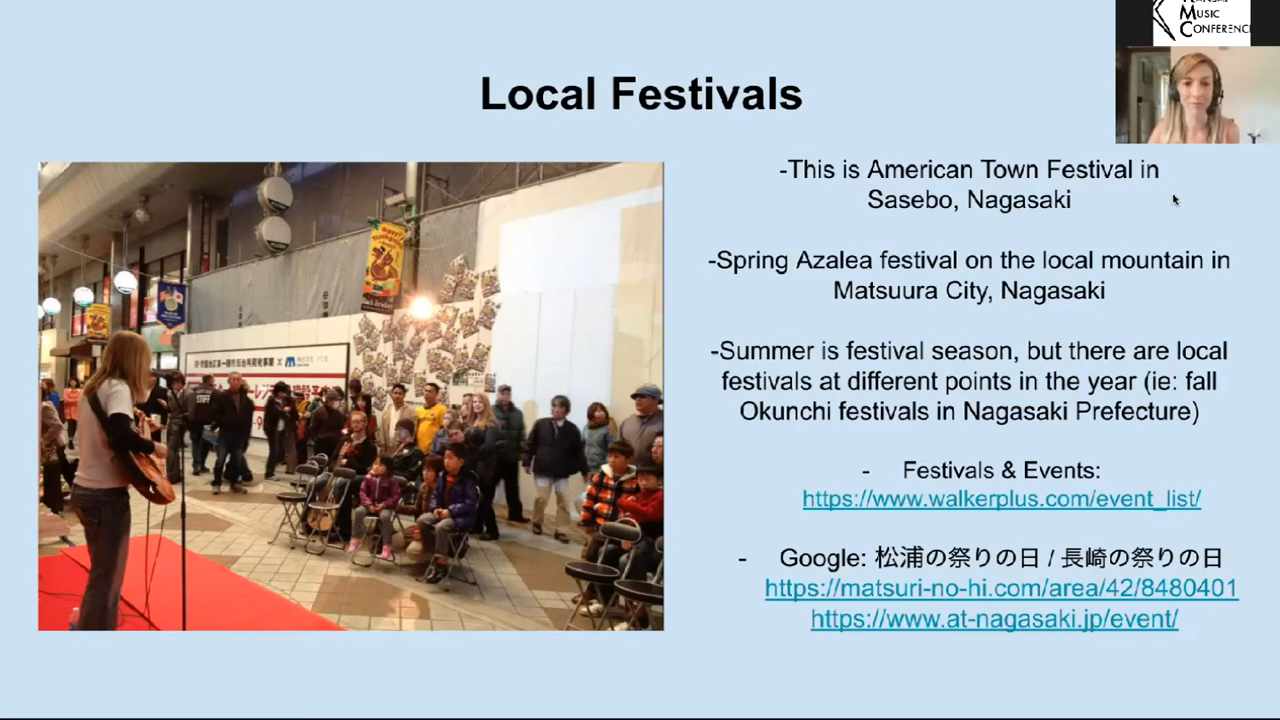 MUSIC
CONFERENC
Local Festivals
-This is American Town Festival in
Sasebo, Nagasaki
-Spring Azalea festival on the local mountain in
Matsuura City, Nagasaki
-Summer is festival season, but there are local
festivals at different points in the year (ie: fall
Okunchi festivals in Nagasaki Prefecture)
- Festivals & Events:
https://www.walkerplus.com/event_list/
- Google: 松浦の祭りの日 / 長崎の祭りの日
https://matsuri-no-hi.com/area/42/8480401
https://www.at-nagasaki.jp/event/
Happy
Thanksgiving
STAFF